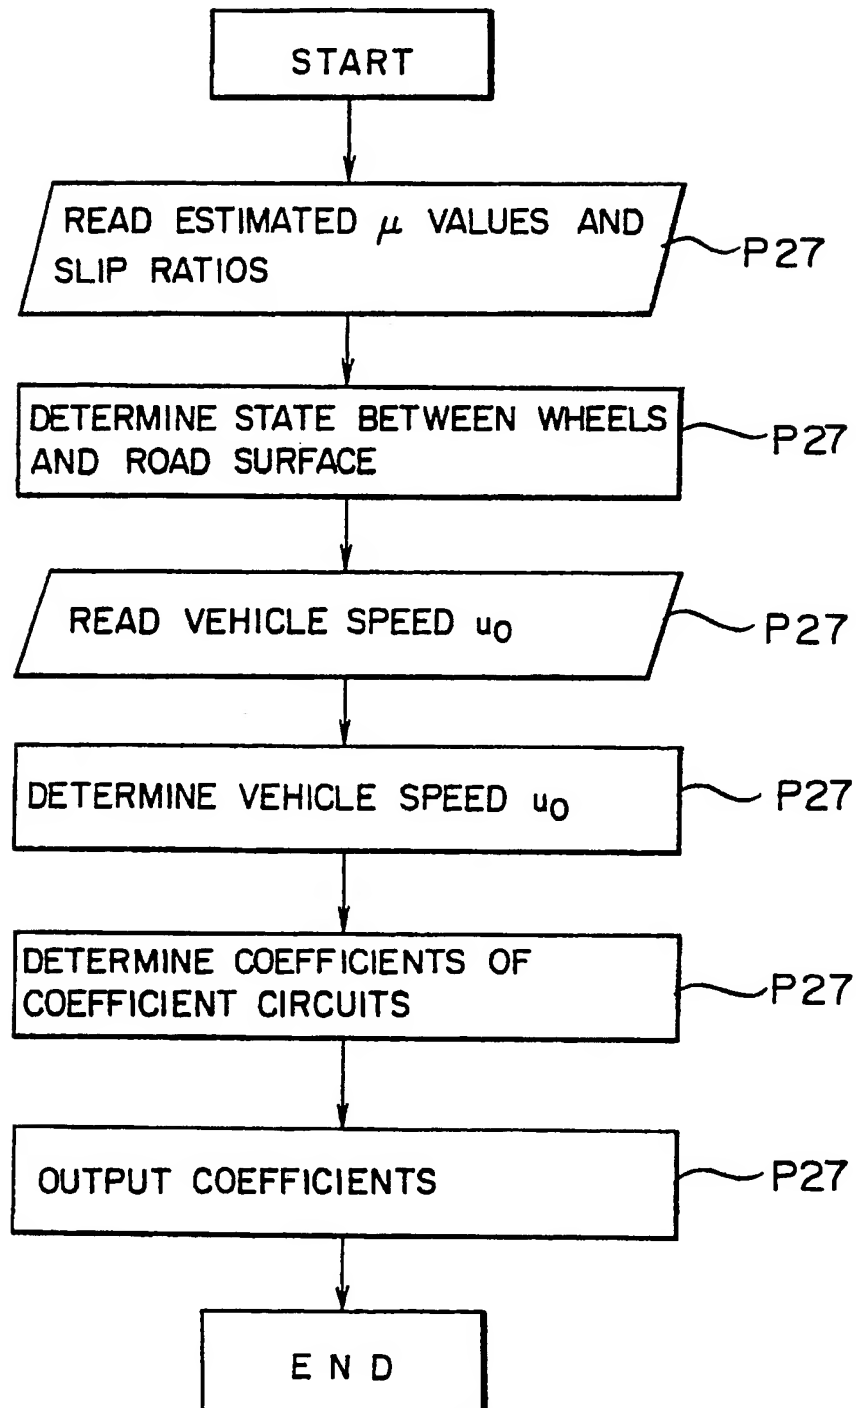 START
READ ESTIMATED μ VALUES AND
SLIP RATIOS
P27
DETERMINE STATE BETWEEN WHEELS
AND ROAD SURFACE
P27
READ VEHICLE SPEED u0
P27
DETERMINE VEHICLE SPEED u0
P27
DETERMINE COEFFICIENTS OF
COEFFICIENT CIRCUITS
P27
OUTPUT COEFFICIENTS
P27
END